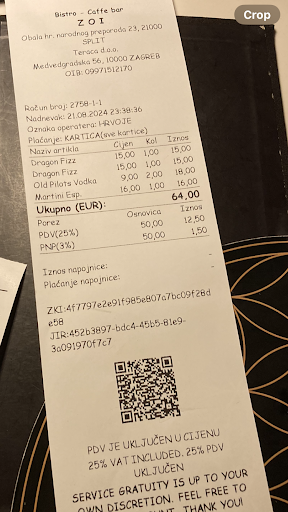 Crop
Bistro - Caffe bar
Z O I
Obala hr. narodnog preporoda 23, 21000
SPLIT
Teraca d.o.o.
Medvedgradska 56, 10000 ZAGREB
OIB: 09971512170
Račun broj: 2758-1-1
Nadnevak: 21.08.2024 23:38:36
Oznaka operatera: HRVOJE
Plaćanje: KARTICA(sve kartice)
Naziv artikla Cijen Kol Iznos
Dragon Fizz 15,00 1,00 15,00
Dragon Fizz 15,00 1,00 15,00
Old Pilots Vodka 9,00 2,00 18,00
Martini Esp. 16,00 1,00 16,00
Ukupno (EUR): 64,00
Porez Osnovica Iznos
PDV(25%) 50,00 12,50
PNP(3%) 50,00 1,50
Iznos napojnice:
Plaćanje napojnice:
ZKI:4f7797e2e91f985e807a7bc09f28d
e58
JIR:452b3897-bdc4-45b5-81e9-
3a091970f7c7
PDV JE UKLJUČEN U CIJENU
25% VAT INCLUDED. 25% PDV
UKLJUČEN
SERVICE GRATUITY IS UP TO YOUR
OWN DISCRETION. FEEL FREE TO
THANK YOU!